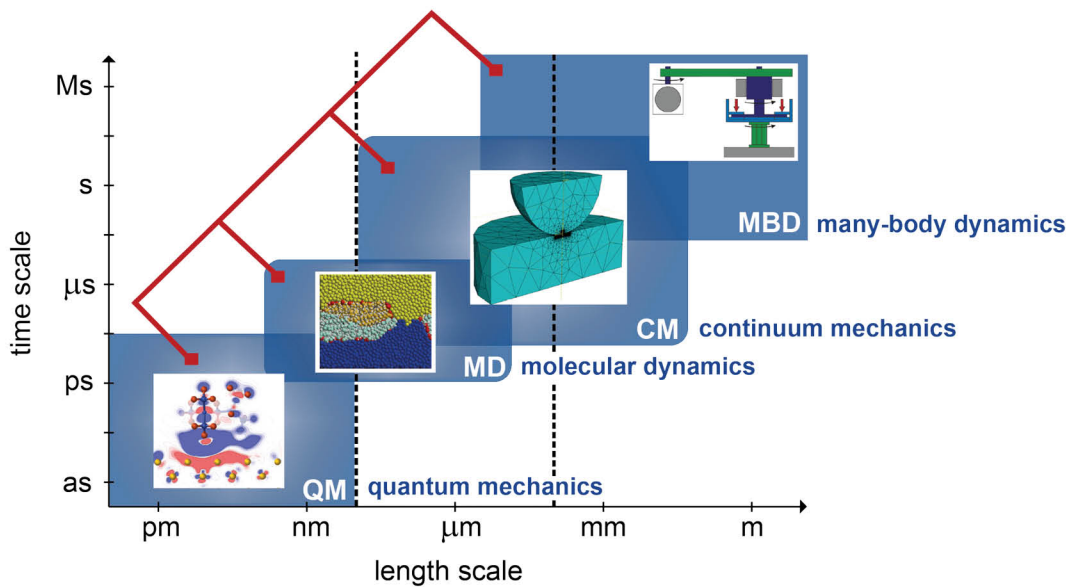 Ms
s
μs
ps
as
time scale
MBD many-body dynamics
CM continuum mechanics
MD molecular dynamics
QM quantum mechanics
pm nm μm mm m
length scale